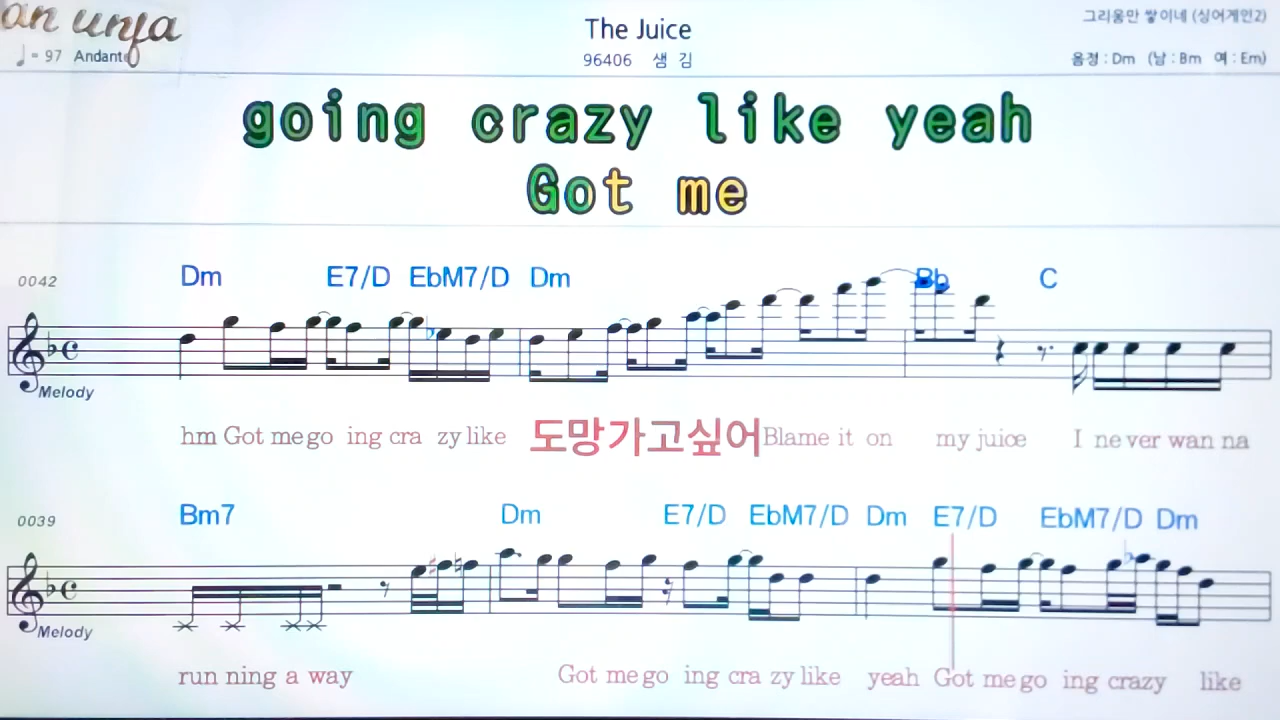 an unfa
The Juice
그리움만 쌓이네 (싱어게인2)
♩= 97 Andante
96406 샘 김
음정 : Dm (남 : Bm 여 : Em)
going crazy like yeah
Got me
0042 Dm E7/D EbM7/D Dm Bb C
Melody
hm Got me go ing cra zy like 도망가고싶어 Blame it on my juice I ne ver wan na
0039 Bm7 Dm E7/D EbM7/D Dm E7/D EbM7/D Dm
Melody
run ning a way Got me go ing cra zy like yeah Got me go ing crazy like